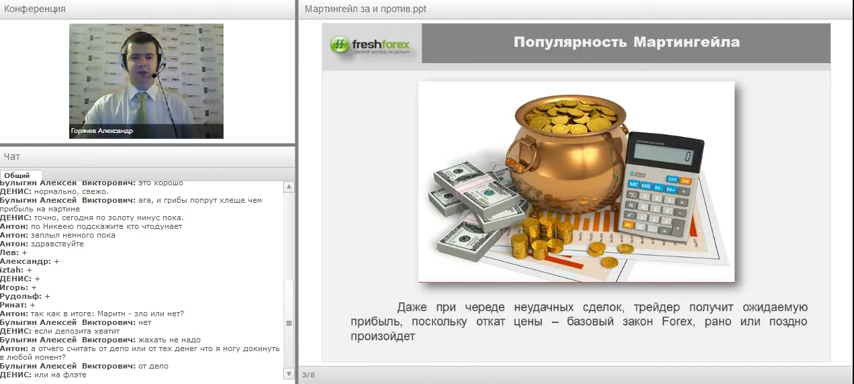 Конференция
Горячев Александр
Чат
Общий
Булыгин Алексей Викторович: это хорошо
ДЕНИС: нормально, свежо.
Булыгин Алексей Викторович: ага, и грибы попрут хлеще чем
прибыль на мартине
ДЕНИС: точно, сегодня по золоту минус пока.
Антон: по Никею подскажите кто чтодумает
Антон: заплыл ненного пока
Антон: здравствуйте
Лев: +
Александр: +
iztah: +
ДЕНИС: +
Игорь: +
Рудольф: +
Ринат: +
Антон: так как в итоге: Маритн - зло или нет?
Булыгин Алексей Викторович: нет
ДЕНИС: если депозита хватит
Булыгин Алексей Викторович: жахать не надо
Антон: а отчего считать от депо или от тех денег что я могу докинуть
в любой момент?
Булыгин Алексей Викторович: от депо
ДЕНИС: или на флэте
Мартингейл за и против.ppt
freshforex
Популярность Мартингейла
0
Даже при череде неудачных сделок, трейдер получит ожидаемую
прибыль, поскольку откат цены – базовый закон Forex, рано или поздно
произойдет
3/8